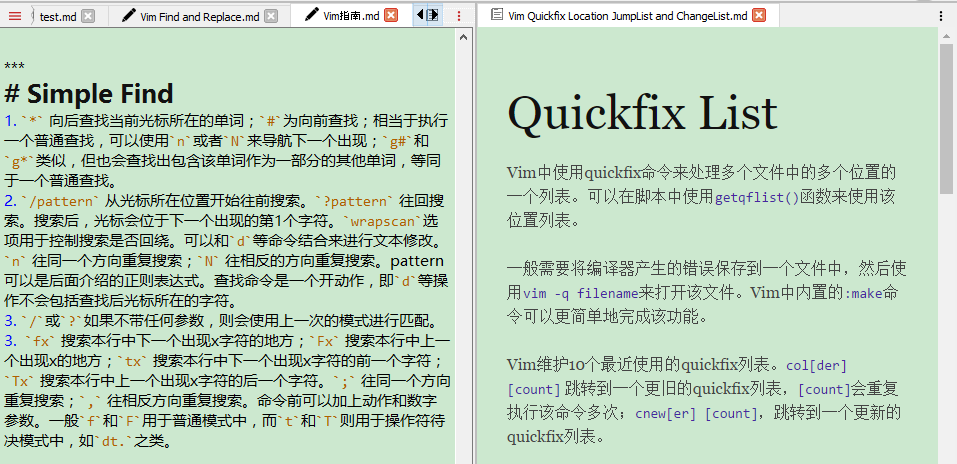 test.md
Vim Find and Replace.md
Vim指南.md
***
# Simple Find
1. `*` 向后查找当前光标所在的单词；`#`为向前查找；相当于执行
一个普通查找，可以使用`n`或者`N`来导航下一个出现；`g#`和
`g*`类似，但也会查找出包含该单词作为一部分的其他单词，等同
于一个普通查找。
2. `/pattern` 从光标所在位置开始往前搜索。`?pattern` 往回搜
索。搜索后，光标会位于下一个出现的第1个字符。`wrapscan`选
项用于控制搜索是否回绕。可以和`d`等命令结合来进行文本修改。
`n` 往同一个方向重复搜索；`N` 往相反的方向重复搜索。pattern
可以是后面介绍的正则表达式。查找命令是一个开动作，即`d`等操
作不会包括查找后光标所在的字符。
3. `/`或`?`如果不带任何参数，则会使用上一次的模式进行匹配。
3. `fx` 搜索本行中下一个出现x字符的地方；`Fx` 搜索本行中上一
个出现x的地方；`tx` 搜索本行中下一个出现x字符的前一个字符；
`Tx` 搜索本行中上一个出现x字符的后一个字符。`;` 往同一个方向
重复搜索；`,` 往相反方向重复搜索。命令前可以加上动作和数字
参数。一般`f`和`F`用于普通模式中，而`t`和`T`则用于操作符待
决模式中，如`dt.`之类。
Vim Quickfix Location JumpList and ChangeList.md
Quickfix List
Vim中使用quickfix命令来处理多个文件中的多个位置的
一个列表。可以在脚本中使用getqflist()函数来使用该
位置列表。
一般需要将编译器产生的错误保存到一个文件中，然后使
用vim -q filename来打开该文件。Vim中内置的:make命
令可以更简单地完成该功能。
Vim维护10个最近使用的quickfix列表。col[der]
[count] 跳转到一个更旧的quickfix列表，[count]会重复
执行该命令多次；cnew[er] [count]，跳转到一个更新的
quickfix列表。